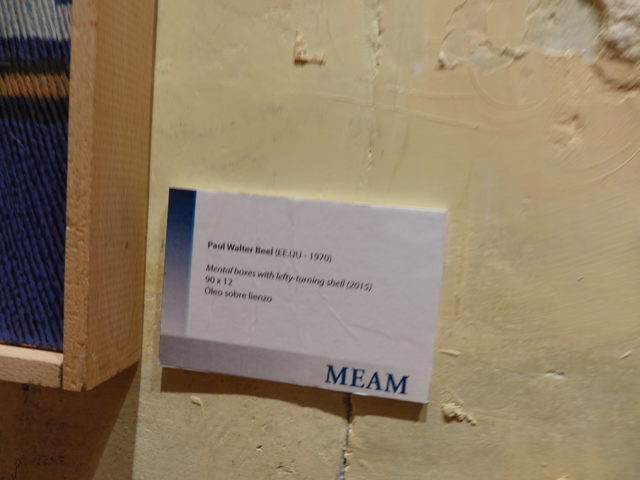 Paul Walter Beel (EE.UU - 1970)
Mental boxes with lefty-turning shell (2015)
90 x 12
Óleo sobre lienzo
MEAM